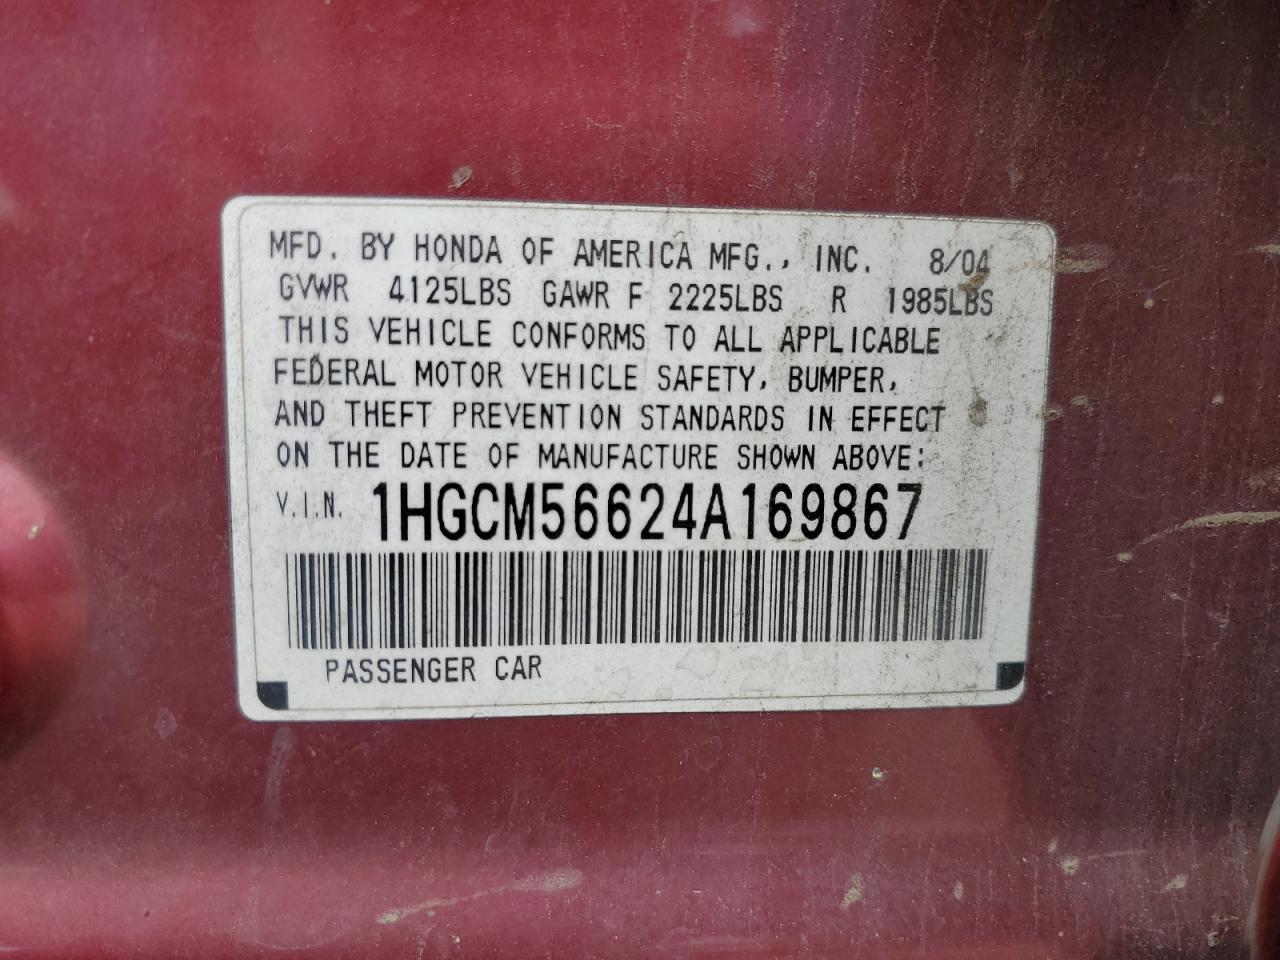 MFD. BY HONDA OF AMERICA MFG., INC. 8/04
GVWR 4125LBS GAWR F 2225LBS R 1985LBS
THIS VEHICLE CONFORMS TO ALL APPLICABLE
FEDERAL MOTOR VEHICLE SAFETY, BUMPER,
AND THEFT PREVENTION STANDARDS IN EFFECT
ON THE DATE OF MANUFACTURE SHOWN ABOVE:
V.I.N. 1HGCM56624A169867
PASSENGER CAR